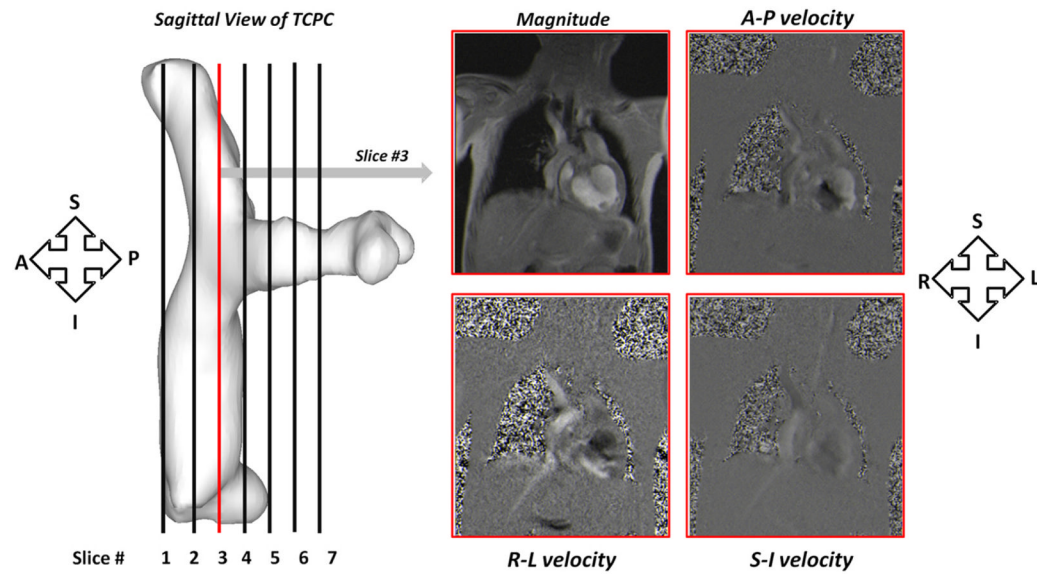 Sagittal View of TCPC
Magnitude
A-P velocity
Slice #3
S
A
P
I
S
R
L
I
Slice #
1 2 3 4 5 6 7
R-L velocity
S-I velocity